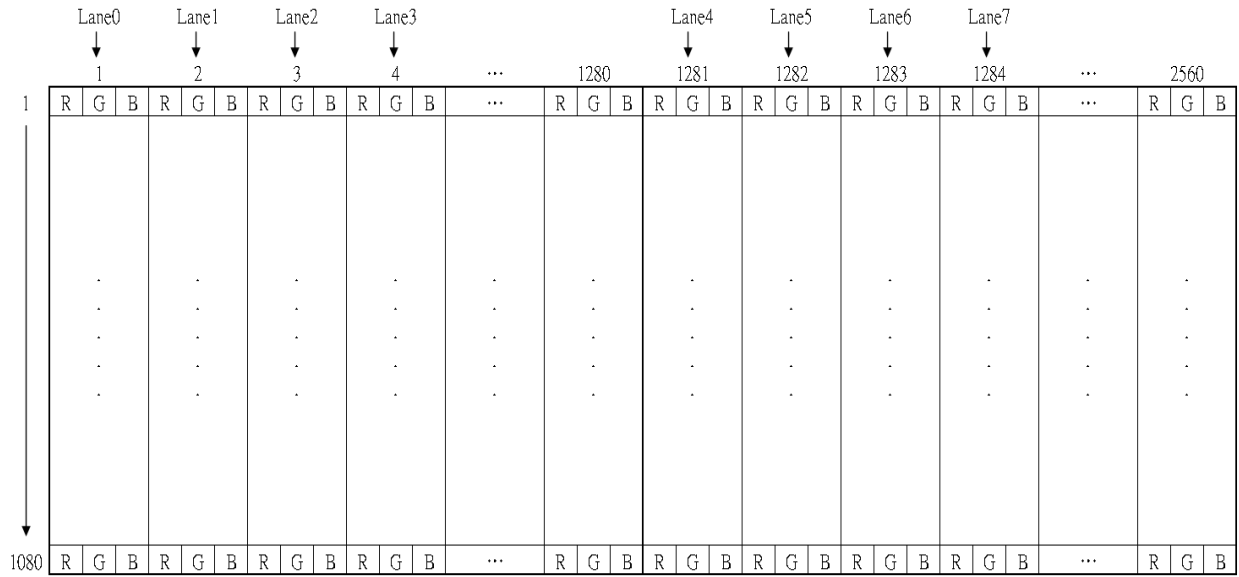 Lane0 Lane1 Lane2 Lane3 Lane4 Lane5 Lane6 Lane7
1 2 3 4 ... 1280 1281 1282 1283 1284 ... 2560
1 R G B R G B R G B R G B ... R G B R G B R G B R G B R G B ... R G B
1080 R G B R G B R G B R G B ... R G B R G B R G B R G B R G B ... R G B